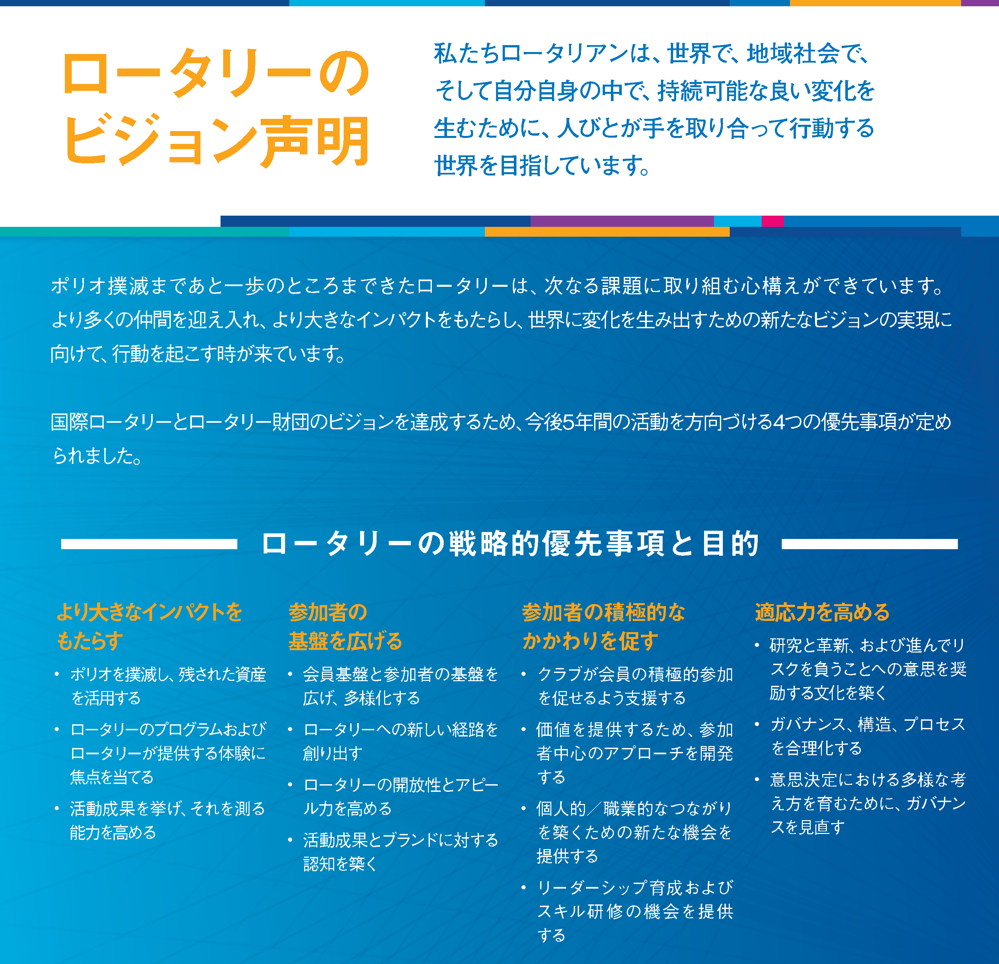 ロータリーの
ビジョン声明
私たちロータリアンは、世界で、地域社会で、
そして自分自身の中で、持続可能な良い変化を
生むために、人びとが手を取り合って行動する
世界を目指しています。
ポリオ撲滅まであと一歩のところまできたロータリーは、次なる課題に取り組む心構えができています。
より多くの仲間を迎え入れ、より大きなインパクトをもたらし、世界に変化を生み出すための新たなビジョンの実現に
向けて、行動を起こす時が来ています。
国際ロータリーとロータリー財団のビジョンを達成するため、今後5年間の活動を方向づける4つの優先事項が定め
られました。
ロータリーの戦略的優先事項と目的
より大きなインパクトを
もたらす
• ポリオを撲滅し、残された資産
を活用する
• ロータリーのプログラムおよび
ロータリーが提供する体験に
焦点を当てる
• 活動成果を挙げ、それを測る
能力を高める
参加者の
基盤を広げる
• 会員基盤と参加者の基盤を
広げ、多様化する
• ロータリーへの新しい経路を
創り出す
• ロータリーの開放性とアピー
ル力を高める
• 活動成果とブランドに対する
認知を築く
参加者の積極的な
かかわりを促す
• クラブが会員の積極的参加
を促せるよう支援する
• 価値を提供するため、参加
者中心のアプローチを開発
する
• 個人的／職業的なつながり
を築くための新たな機会を
提供する
• リーダーシップ育成および
スキル研修の機会を提供
する
適応力を高める
• 研究と革新、および進んでリ
スクを負うことへの意思を奨
励する文化を築く
• ガバナンス、構造、プロセス
を合理化する
• 意思決定における多様な考
え方を育むために、ガバナン
スを見直す